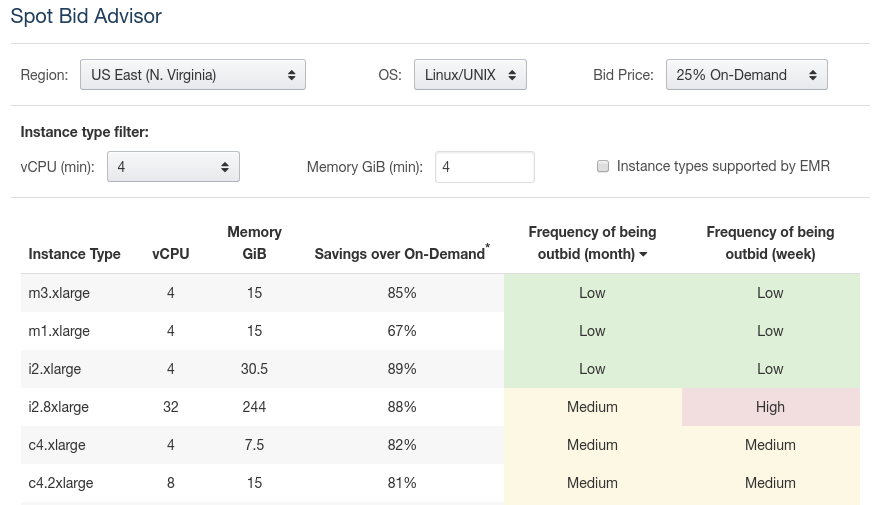 Spot Bid Advisor
Region: US East (N. Virginia) OS: Linux/UNIX Bid Price: 25% On-Demand
Instance type filter:
vCPU (min): 4 Memory GiB (min): 4 Instance types supported by EMR
Instance Type vCPU Memory GiB Savings over On-Demand* Frequency of being outbid (month) Frequency of being outbid (week)
m3.xlarge 4 15 85% Low Low
m1.xlarge 4 15 67% Low Low
i2.xlarge 4 30.5 89% Low Low
i2.8xlarge 32 244 88% Medium High
c4.xlarge 4 7.5 82% Medium Medium
c4.2xlarge 8 15 81% Medium Medium